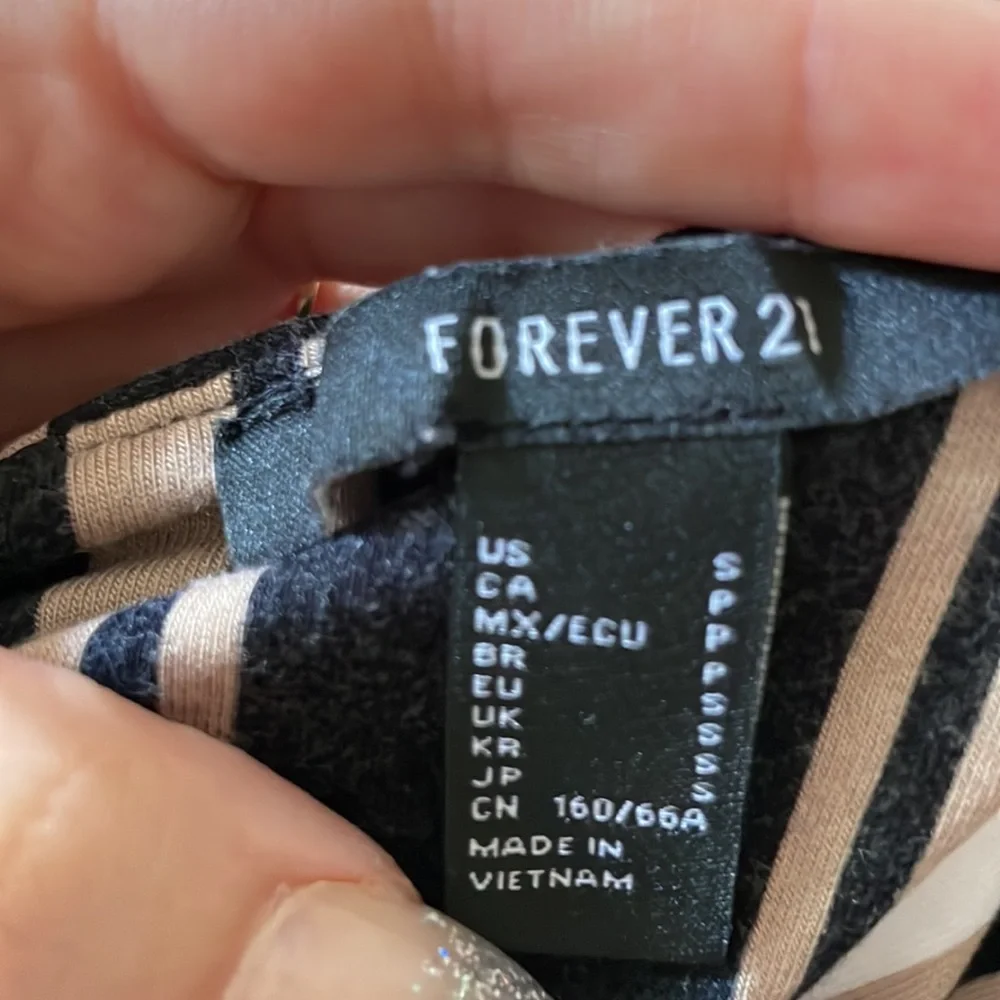 FOREVER 21
US S
CA P
MX/ECU P
BR P
EU S
UK S
KR S
JP S
CN 160/66A
MADE IN
VIETNAM